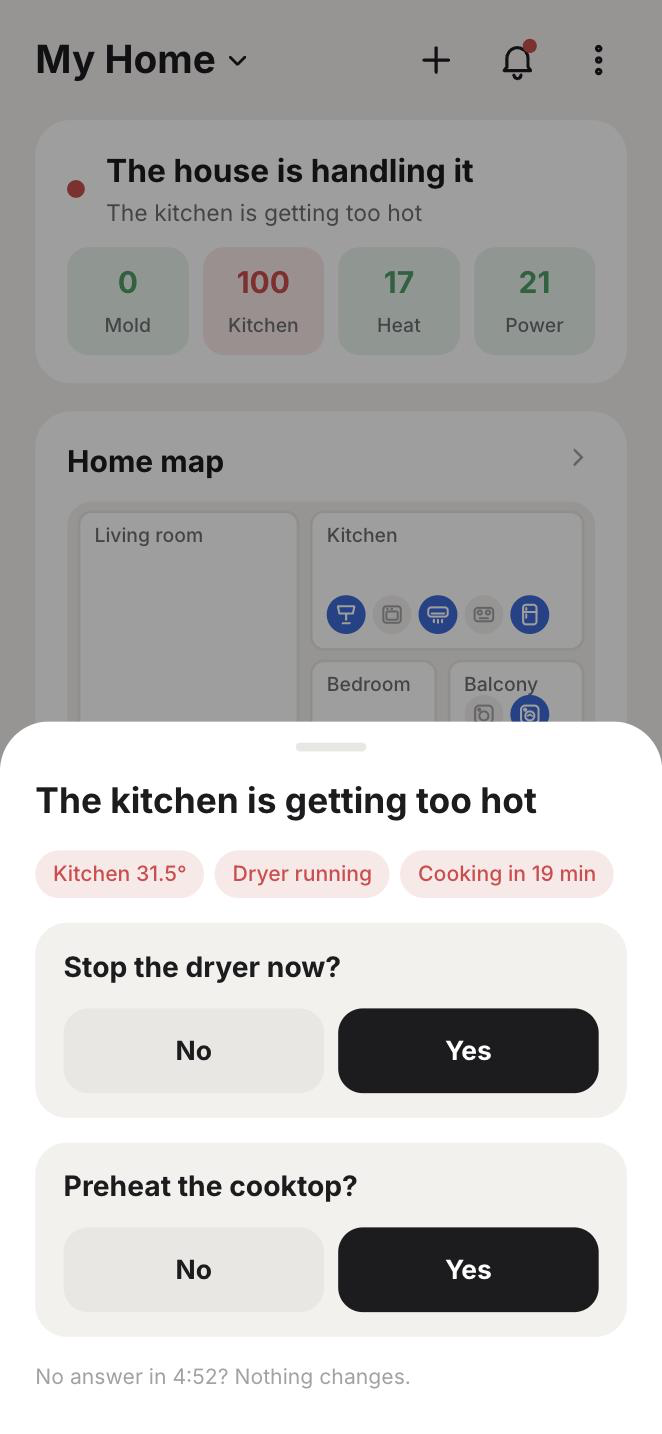 My Home
The house is handling it
The kitchen is getting too hot
0
Mold
100
Kitchen
17
Heat
21
Power
Home map
Living room
Kitchen
Bedroom
Balcony
The kitchen is getting too hot
Kitchen 31.5°
Dryer running
Cooking in 19 min
Stop the dryer now?
No
Yes
Preheat the cooktop?
No
Yes
No answer in 4:52? Nothing changes.